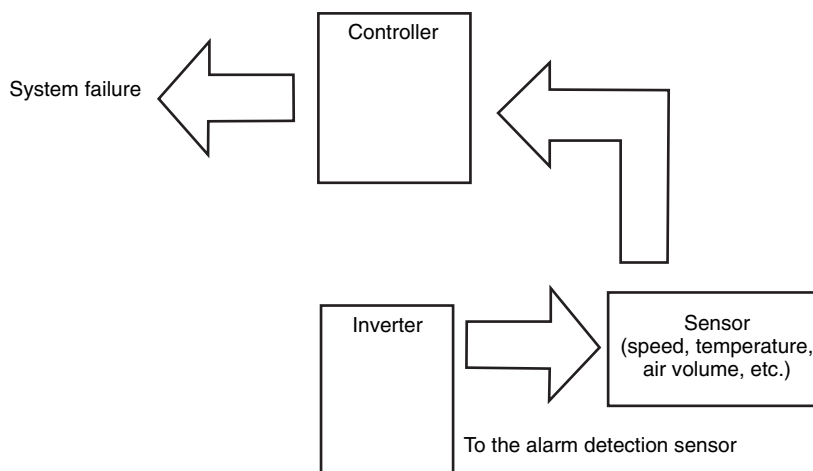 Controller
System failure
Inverter
Sensor
(speed, temperature,
air volume, etc.)
To the alarm detection sensor